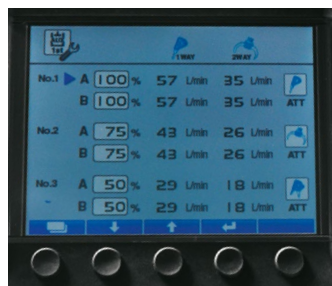 1st 1WAY 2WAY
No.1 A 100 % 57 L/min 35 L/min
B 100 % 57 L/min 35 L/min ATT
No.2 A 75 % 43 L/min 26 L/min
B 75 % 43 L/min 26 L/min ATT
No.3 A 50 % 29 L/min 18 L/min
B 50 % 29 L/min 18 L/min ATT